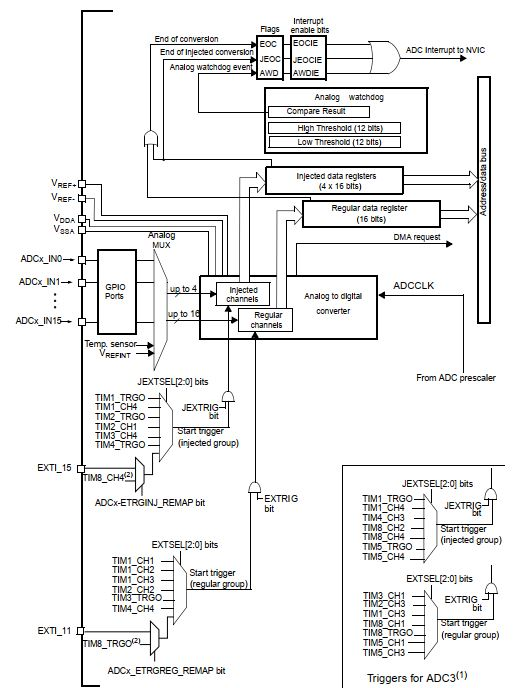 Flags
Interrupt
enable bits
End of conversion
EOC
EOCIE
End of Injected conversion
JEOC
JEOCIE
ADC Interrupt to NVIC
Analog watchdog event
AWD
AWDIE
Analog watchdog
Compare Result
High Threshold (12 bits)
Low Threshold (12 bits)
Address/data bus
Injected data registers
(4 x 16 bits)
VREF+
VREF-
Regular data register
(16 bits)
VDDA
VSSA
Analog
MUX
DMA request
ADCx_IN0
ADCx_IN1
ADCx_IN15
GPIO
Ports
up to 4
Injected
channels
up to 16
Regular
channels
Analog to digital
converter
ADCCLK
Temp. sensor
VREFINT
From ADC prescaler
JEXTSEL[2:0] bits
TIM1_TRGO
TIM1_CH4
TIM2_TRGO
TIM2_CH1
TIM3_CH4
TIM4_TRGO
JEXTRIG
bit
Start trigger
(injected group)
EXTI_15
TIM8_CH4(2)
ADCx-ETRGINJ_REMAP bit
EXTRIG
bit
EXTSEL[2:0] bits
TIM1_CH1
TIM1_CH2
TIM1_CH3
TIM2_CH2
TIM3_TRGO
TIM4_CH4
Start trigger
(regular group)
EXTI_11
TIM8_TRGO(2)
ADCx_ETRGREG_REMAP bit
JEXTSEL[2:0] bits
TIM1_TRGO
TIM1_CH4
TIM4_CH3
TIM8_CH2
TIM8_CH4
TIM5_TRGO
TIM5_CH4
JEXTRIG
bit
Start trigger
(injected group)
EXTSEL[2:0] bits
TIM3_CH1
TIM2_CH3
TIM1_CH3
TIM8_CH1
TIM8_TRGO
TIM5_CH1
TIM5_CH3
EXTRIG
bit
Start trigger
(regular group)
Triggers for ADC3(1)